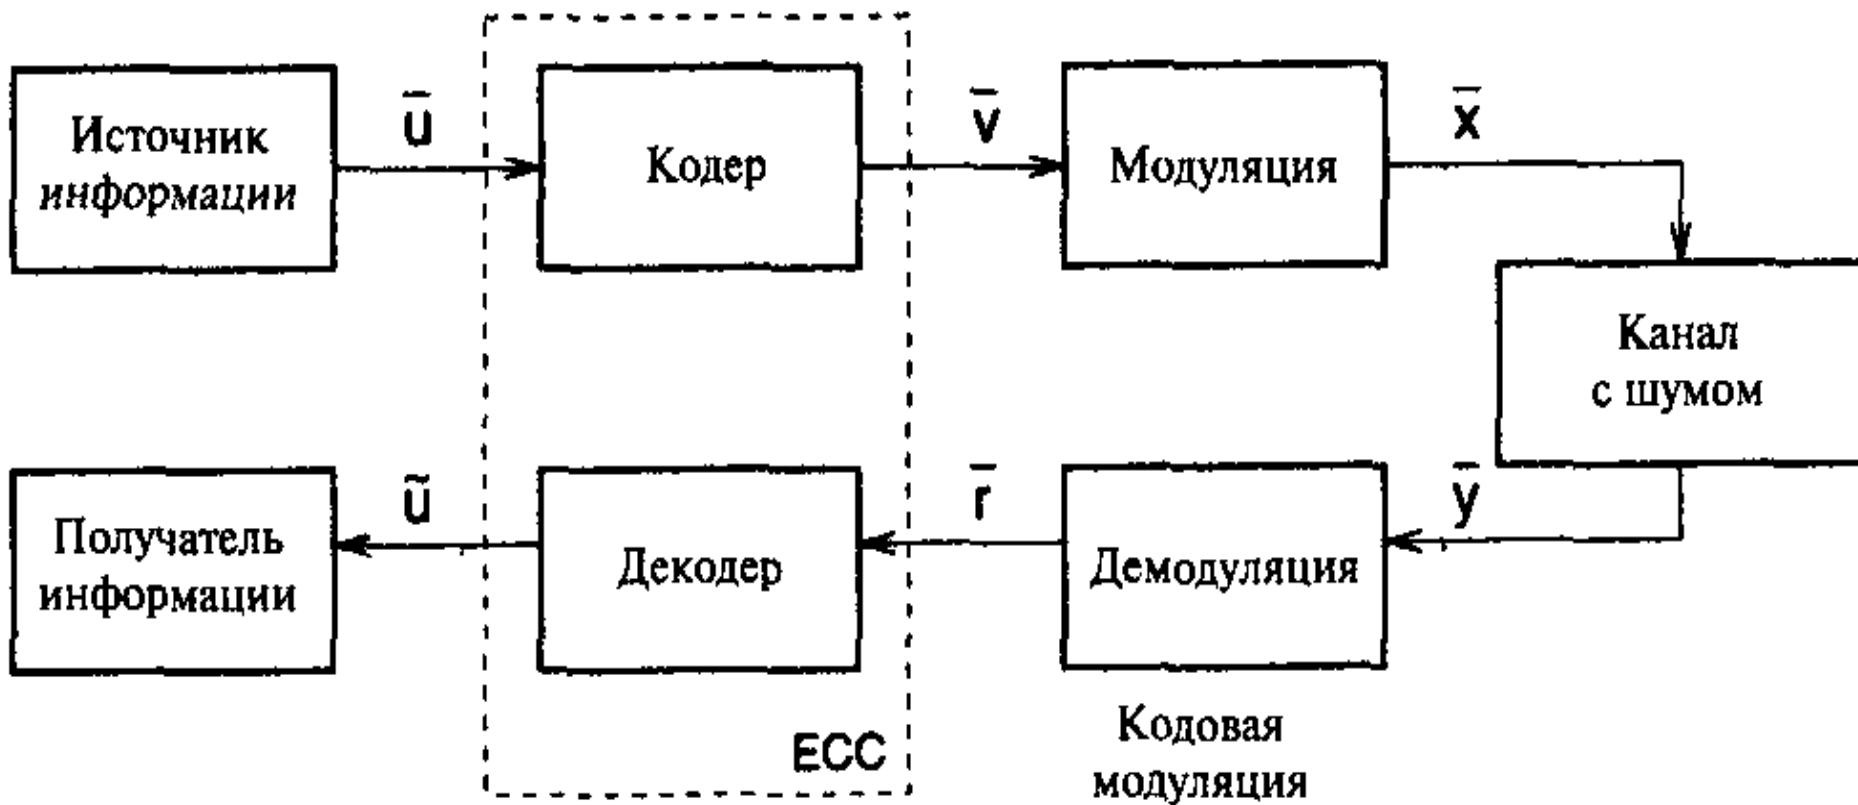 Источник
информации
ū
Кодер
v̄
Модуляция
x̄
Канал
с шумом
Получатель
информации
ũ
Декодер
r̄
Демодуляция
ȳ
ECC
Кодовая
модуляция